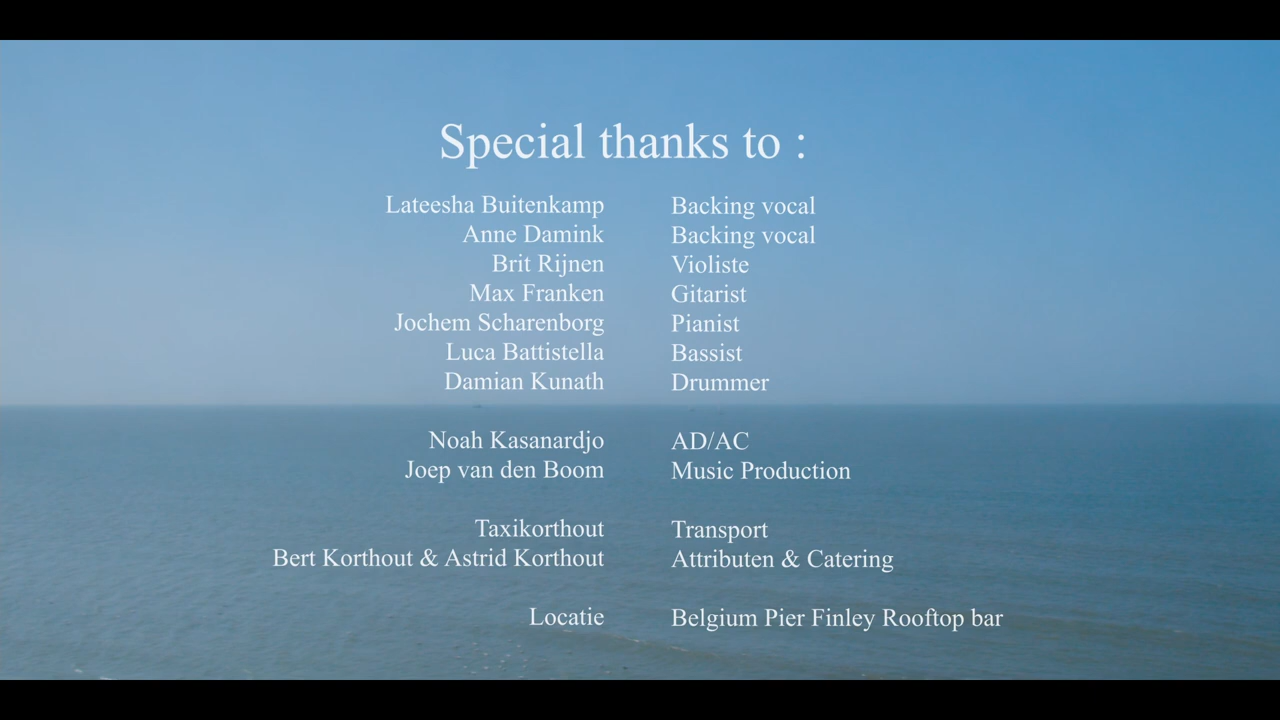 Special thanks to :
Lateesha Buitenkamp Backing vocal
Anne Damink Backing vocal
Brit Rijnen Violiste
Max Franken Gitarist
Jochem Scharenborg Pianist
Luca Battistella Bassist
Damian Kunath Drummer
Noah Kasanardjo AD/AC
Joep van den Boom Music Production
Taxikorthout Transport
Bert Korthout & Astrid Korthout Attributen & Catering
Locatie Belgium Pier Finley Rooftop bar